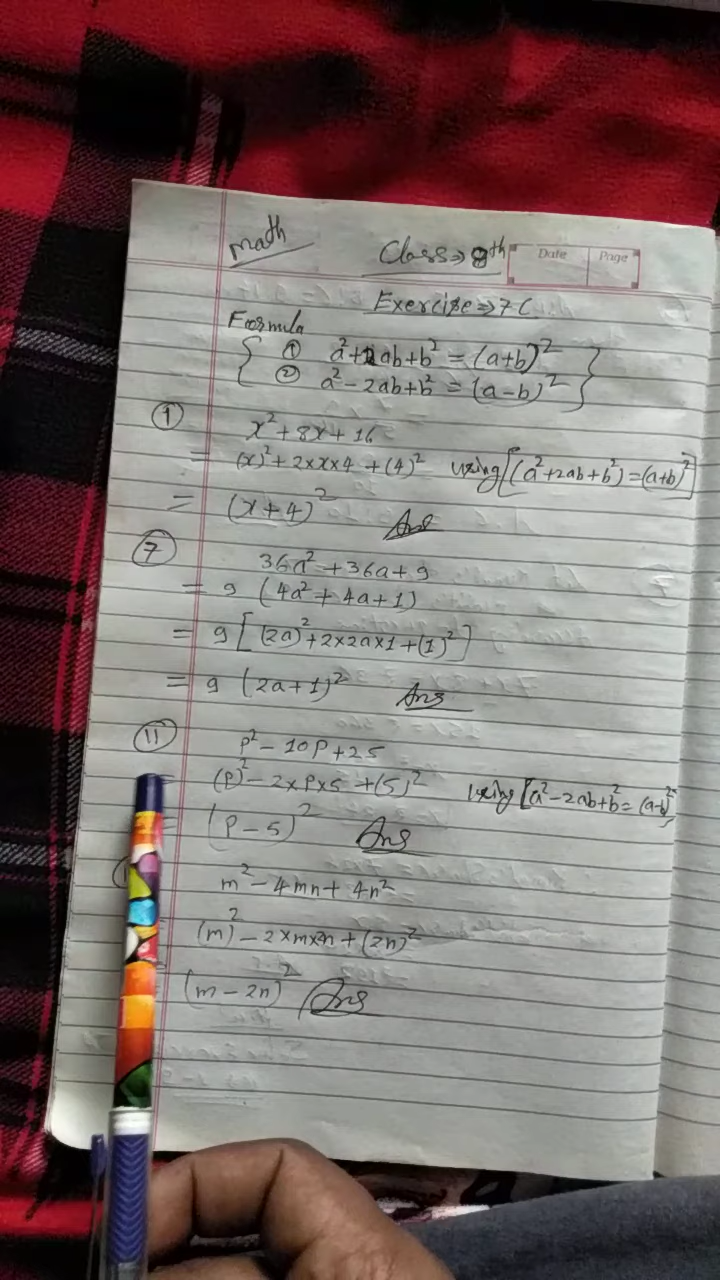 Math
Class ⇒ 8th
Date Page
Exercise ⇒ 7C
Formula
① a²+2ab+b² = (a+b)²
② a²-2ab+b² = (a-b)²
① x²+8x+16
= (x)²+2×x×4+(4)² using [(a²+2ab+b²)=(a+b)²]
= (x+4)² Ans
⑦ 36a²+36a+9
= 9 (4a²+4a+1)
= 9 [(2a)²+2×2a×1+(1)²]
= 9 (2a+1)² Ans
⑪ p²-10p+25
= (p)²-2×p×5+(5)² using [a²-2ab+b²=(a-b)²]
= (p-5)² Ans
m²-4mn+4n²
(m)²-2×m×2n+(2n)²
(m-2n)² Ans